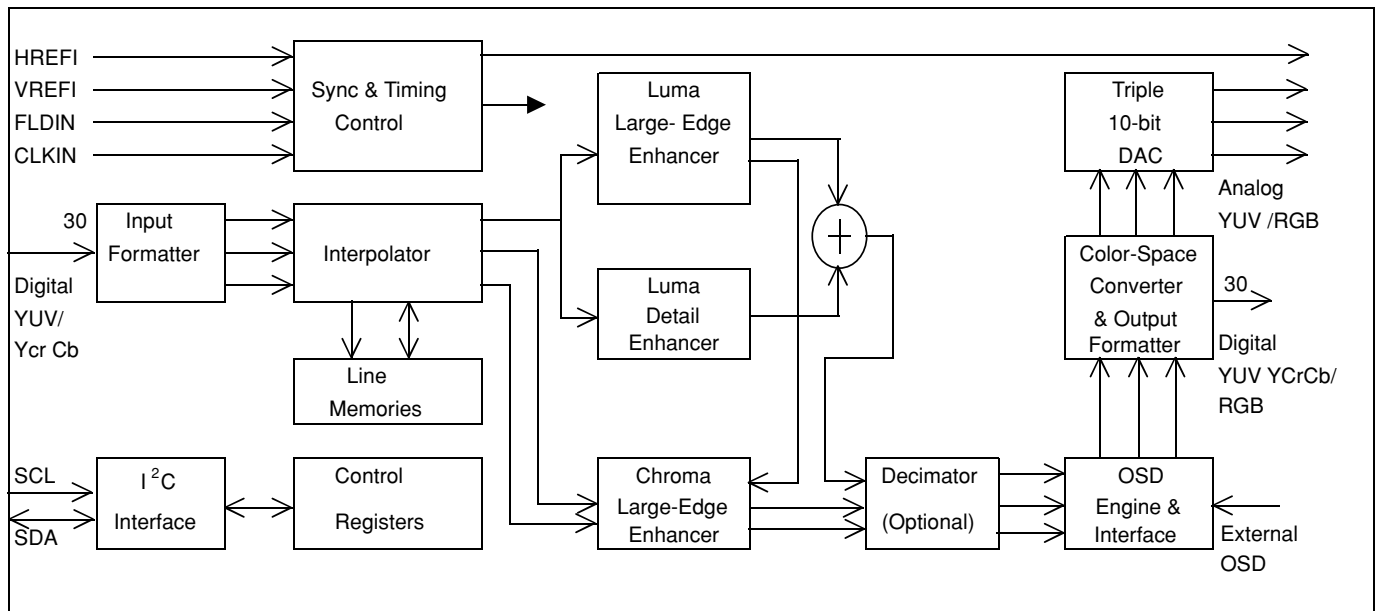 HREFI
VREFI
FLDIN
CLKIN
Sync & Timing
Control
Luma
Large- Edge
Enhancer
Triple
10-bit
DAC
Analog
YUV /RGB
30
Input
Formatter
Interpolator
Digital
YUV/
Ycr Cb
Line
Memories
Luma
Detail
Enhancer
+
Color-Space
Converter
& Output
Formatter
30
Digital
YUV YCrCb/
RGB
SCL
SDA
I²C
Interface
Control
Registers
Chroma
Large-Edge
Enhancer
Decimator
(Optional)
OSD
Engine &
Interface
External
OSD